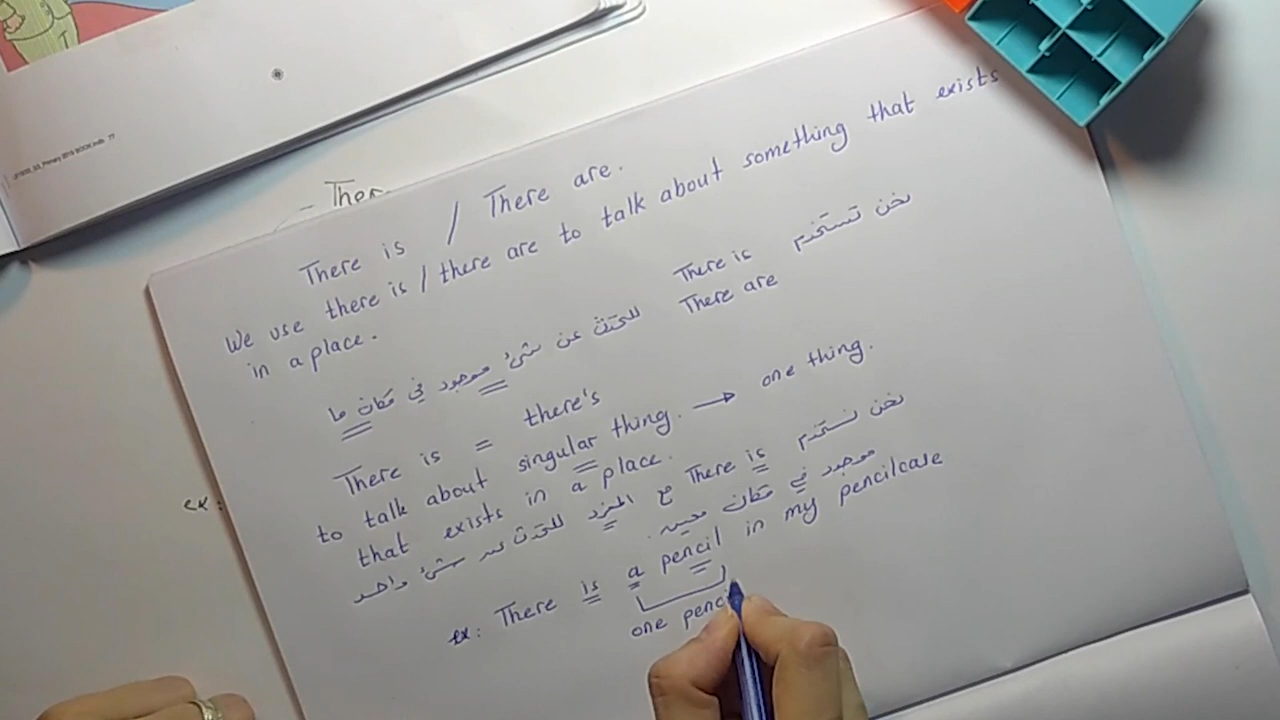 There is / There are.
We use there is / there are to talk about something that exists
in a place.
نحن نستخدم There is
There are للتحدث عن شئ موجود في مكان ما
There is = there's
to talk about singular thing. → one thing.
that exists in a place.
نحن نستخدم There is مع المفرد للتحدث عن شئ واحد
موجود في مكان معين.
ex: There is a pencil in my pencilcase
one penci
Ther
ex: